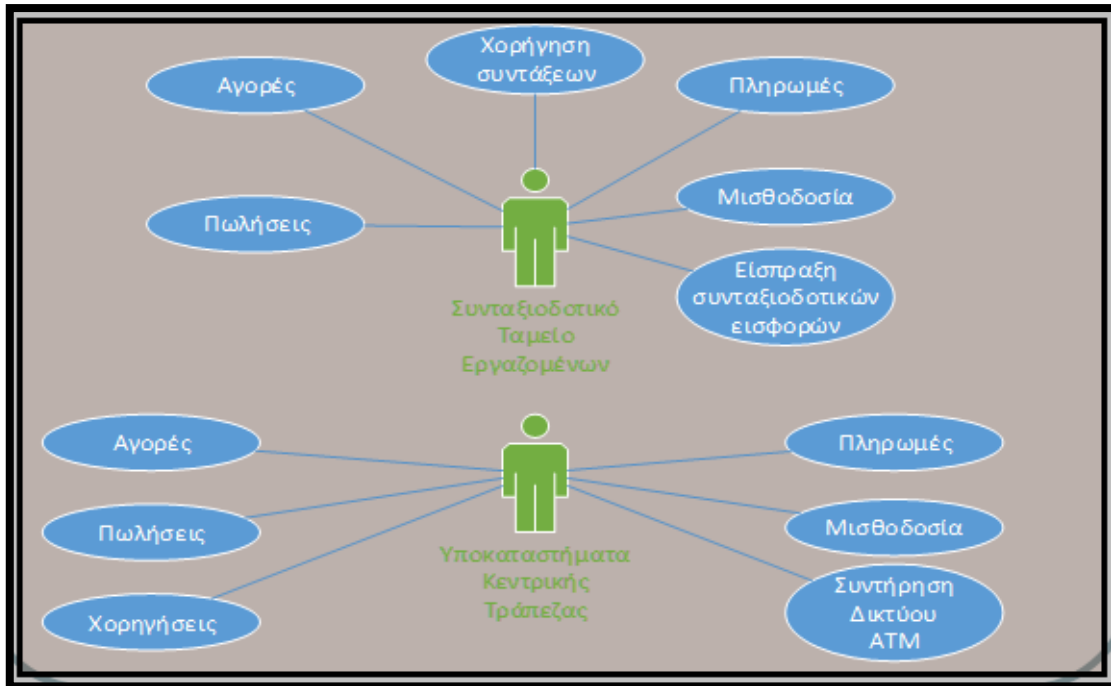 Χορήγηση
συντάξεων
Αγορές
Πληρωμές
Πωλήσεις
Μισθοδοσία
Είσπραξη
συνταξιοδοτικών
εισφορών
Συνταξιοδοτικό
Ταμείο
Εργαζομένων
Αγορές
Πληρωμές
Πωλήσεις
Μισθοδοσία
Υποκαταστήματα
Κεντρικής
Τράπεζας
Χορηγήσεις
Συντήρηση
Δικτύου
ΑΤΜ